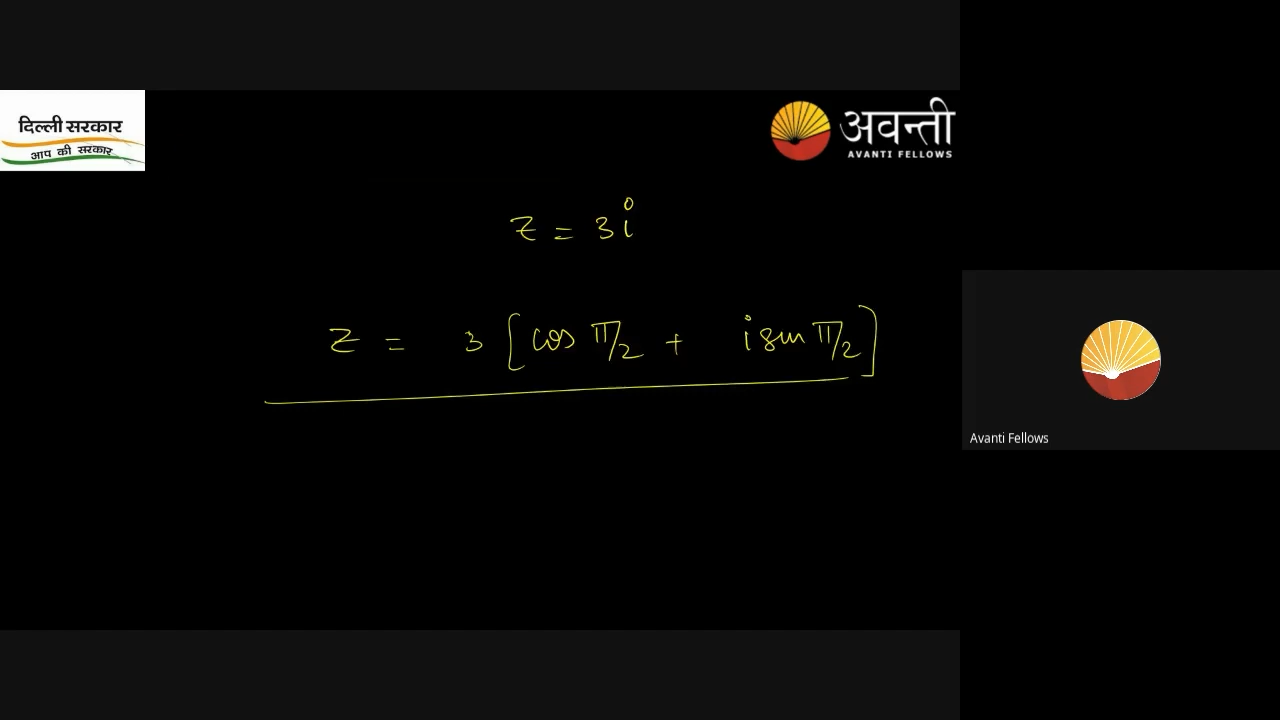 दिल्ली सरकार
आप की सरकार
अवन्ती
AVANTI FELLOWS
z = 3i
z = 3 [cos π/2 + i sin π/2]
Avanti Fellows